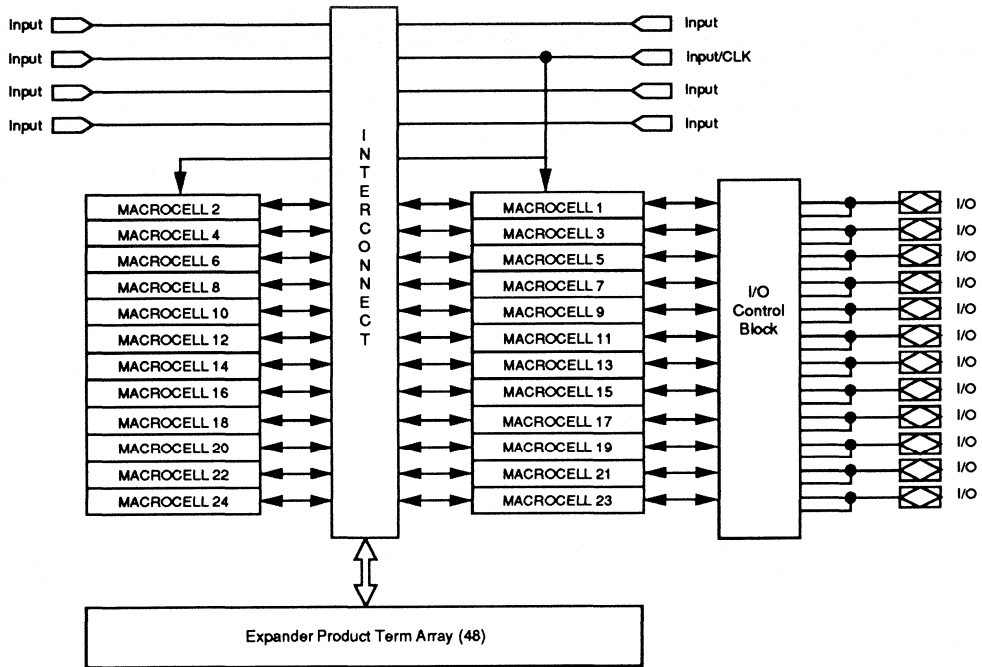 Input
Input
Input
Input/CLK
Input
Input
Input
Input
INTERCONNECT
MACROCELL 2
MACROCELL 4
MACROCELL 6
MACROCELL 8
MACROCELL 10
MACROCELL 12
MACROCELL 14
MACROCELL 16
MACROCELL 18
MACROCELL 20
MACROCELL 22
MACROCELL 24
MACROCELL 1
MACROCELL 3
MACROCELL 5
MACROCELL 7
MACROCELL 9
MACROCELL 11
MACROCELL 13
MACROCELL 15
MACROCELL 17
MACROCELL 19
MACROCELL 21
MACROCELL 23
I/O
Control
Block
I/O
I/O
I/O
I/O
I/O
I/O
I/O
I/O
I/O
I/O
I/O
I/O
Expander Product Term Array (48)